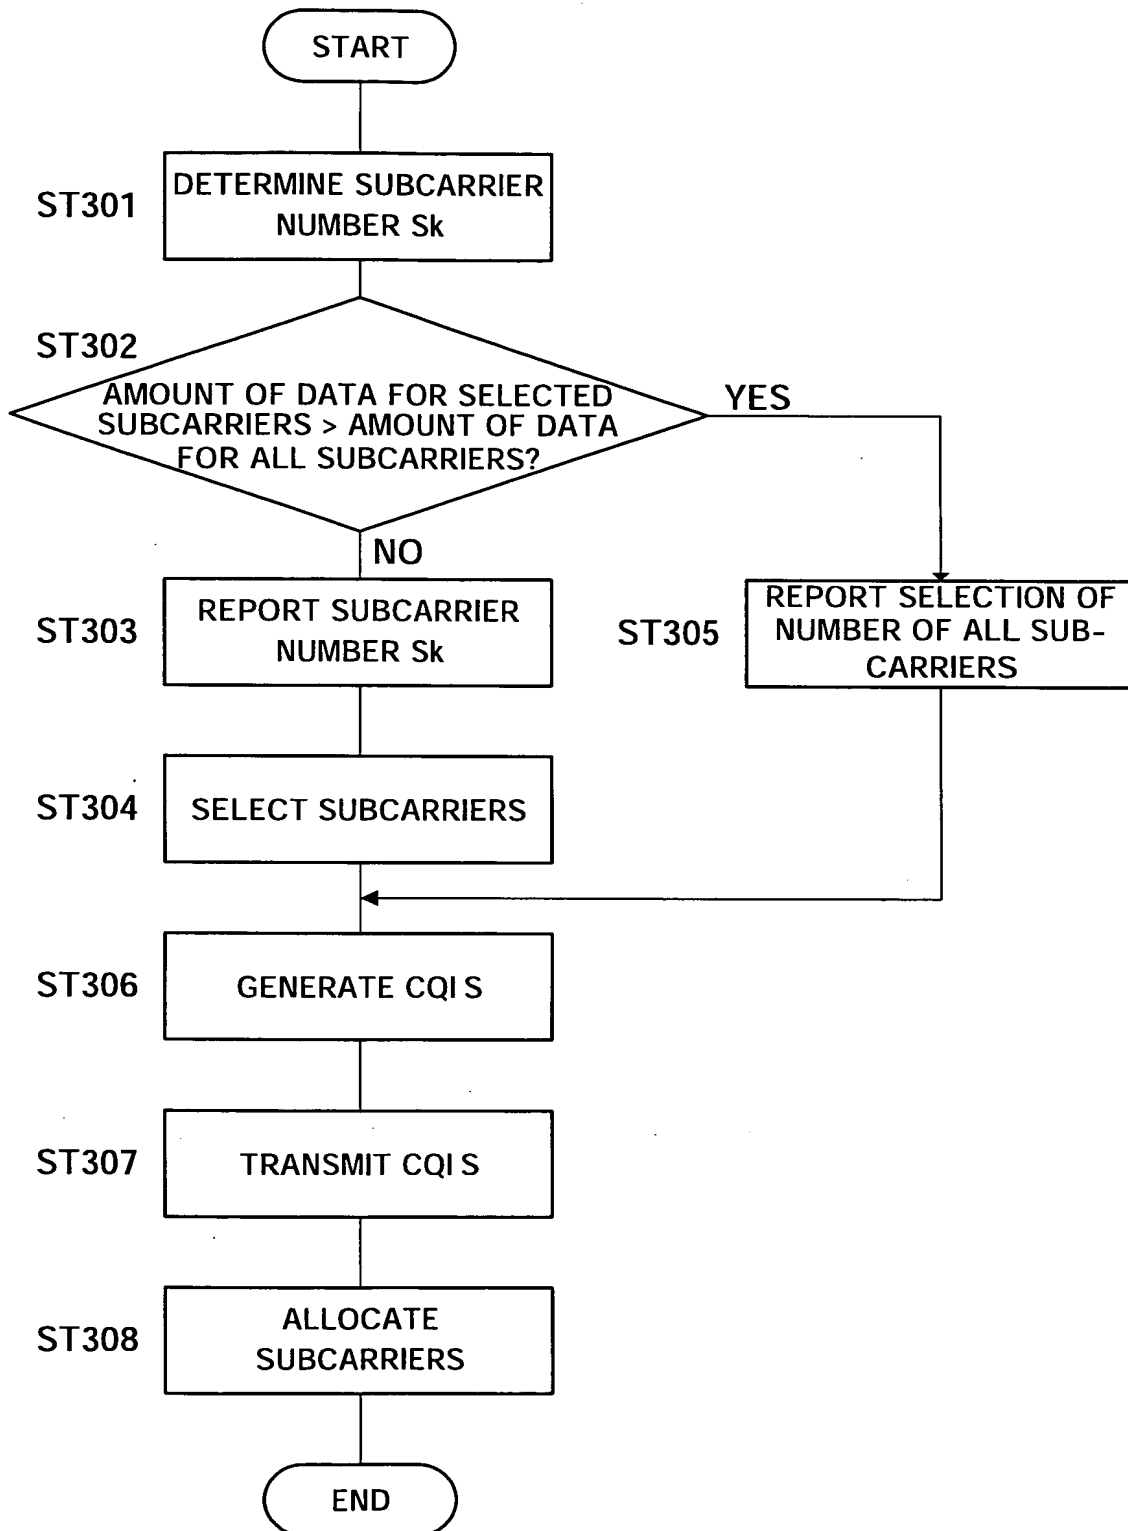 START
ST301
DETERMINE SUBCARRIER
NUMBER Sk
ST302
AMOUNT OF DATA FOR SELECTED
SUBCARRIERS > AMOUNT OF DATA
FOR ALL SUBCARRIERS?
YES
NO
ST303
REPORT SUBCARRIER
NUMBER Sk
ST305
REPORT SELECTION OF
NUMBER OF ALL SUB-
CARRIERS
ST304
SELECT SUBCARRIERS
ST306
GENERATE CQI S
ST307
TRANSMIT CQI S
ST308
ALLOCATE
SUBCARRIERS
END